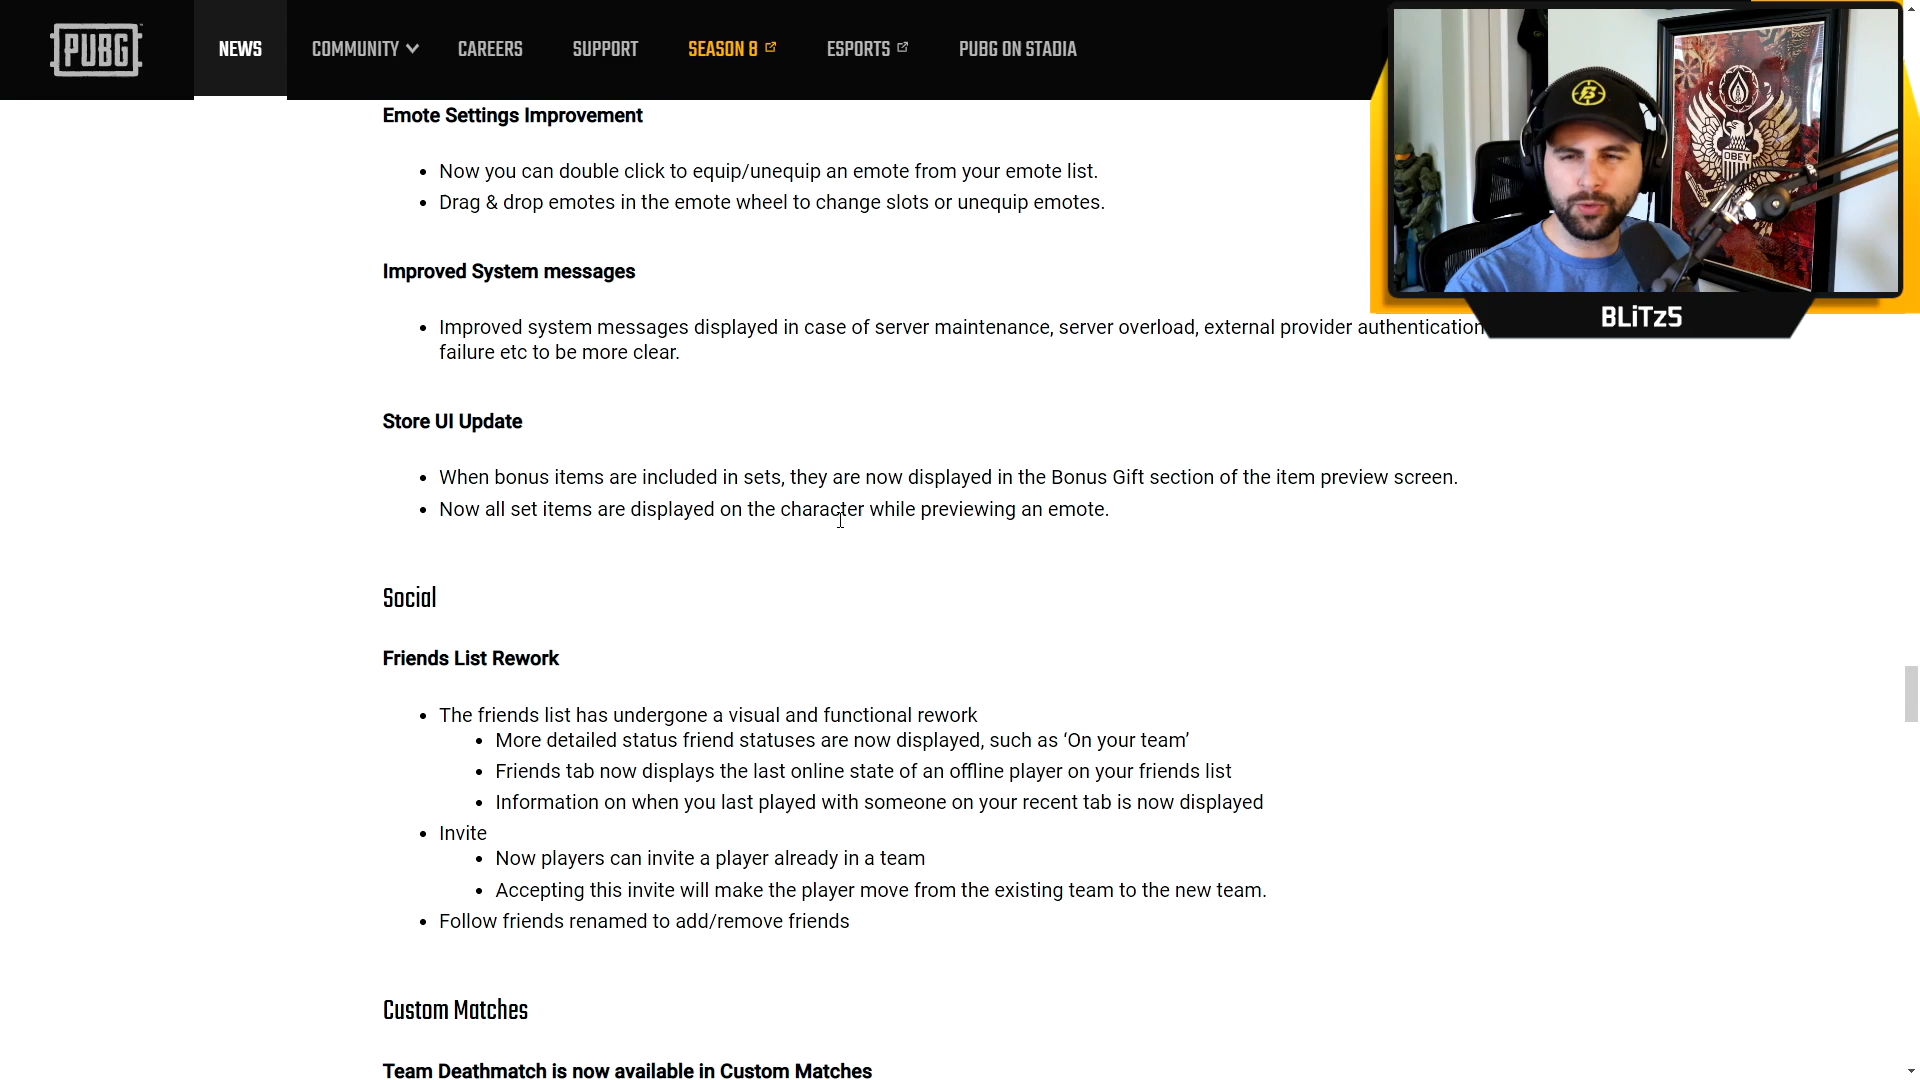 PUBG
NEWS
COMMUNITY
CAREERS
SUPPORT
SEASON 8
ESPORTS
PUBG ON STADIA
Emote Settings Improvement
Now you can double click to equip/unequip an emote from your emote list.
Drag & drop emotes in the emote wheel to change slots or unequip emotes.
OBEY
BLiTz5
Improved System messages
Improved system messages displayed in case of server maintenance, server overload, external provider authentication
failure etc to be more clear.
Store UI Update
When bonus items are included in sets, they are now displayed in the Bonus Gift section of the item preview screen.
Now all set items are displayed on the character while previewing an emote.
Social
Friends List Rework
The friends list has undergone a visual and functional rework
More detailed status friend statuses are now displayed, such as ‘On your team’
Friends tab now displays the last online state of an offline player on your friends list
Information on when you last played with someone on your recent tab is now displayed
Invite
Now players can invite a player already in a team
Accepting this invite will make the player move from the existing team to the new team.
Follow friends renamed to add/remove friends
Custom Matches
Team Deathmatch is now available in Custom Matches